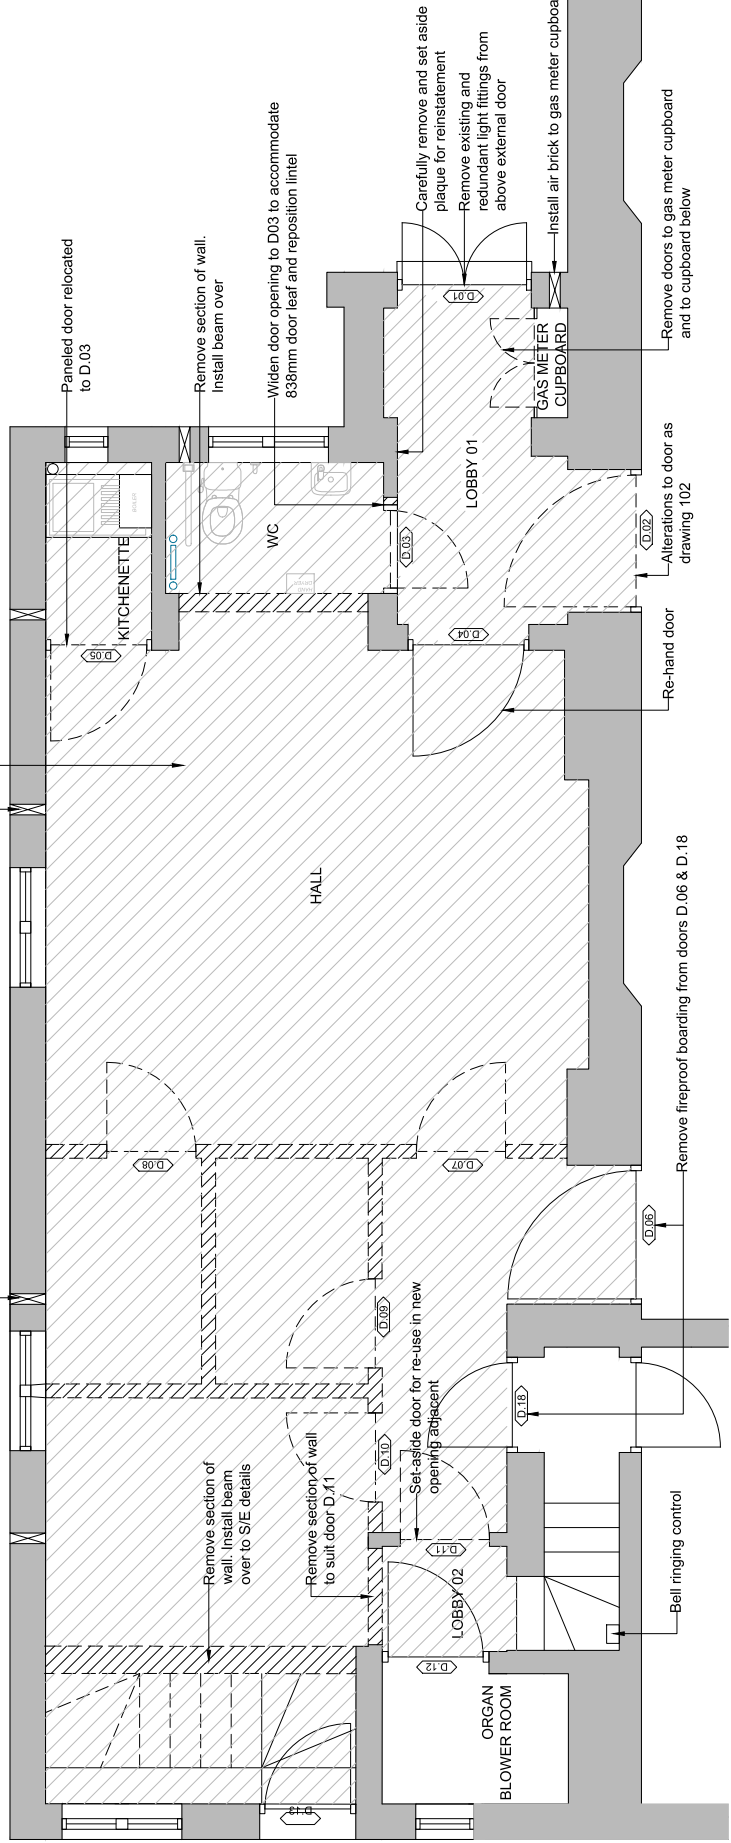 Carefully remove and set aside
plaque for reinstatement
Remove existing and
redundant light fittings from
above external door
Install air brick to gas meter cupboa
Widen door opening to D03 to accommodate
838mm door leaf and reposition lintel
Remove doors to gas meter cupboard
and to cupboard below
Paneled door relocated
to D.03
Remove section of wall.
Install beam over
D.01
GAS METER
CUPBOARD
LOBBY 01
Alterations to door as
drawing 102
D.02
BOILER
KITCHENETTE
WC
HAND
DRYER
D.03
D.05
D.04
Re-hand door
HALL
Remove fireproof boarding from doors D.06 & D.18
D.08
D.07
D.06
D.09
Set-aside door for re-use in new
opening adjacent
D.18
D.10
Remove section of
wall. Install beam
over to S/E details
Remove section of wall
to suit door D.11
D.11
Bell ringing control
LOBBY 02
D.12
ORGAN
BLOWER ROOM
D.13